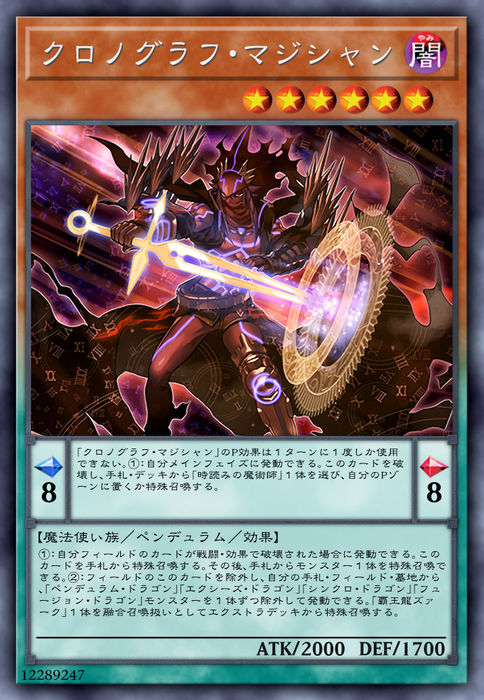 クロノグラフ・マジシャン
やみ
闇
「クロノグラフ・マジシャン」のP効果は１ターンに１度しか使用
できない。①：自分メインフェイズに発動できる。このカードを破
壊し、手札・デッキから「時読みの魔術師」１体を選び、自分のPゾ
ーンに置くか特殊召喚する。
8
8
【魔法使い族／ペンデュラム／効果】
①：自分フィールドのカードが戦闘・効果で破壊された場合に発動できる。この
カードを手札から特殊召喚する。その後、手札からモンスター１体を特殊召喚で
きる。②：フィールドのこのカードを除外し、自分の手札・フィールド・墓地から、
「ペンデュラム・ドラゴン」「エクシーズ・ドラゴン」「シンクロ・ドラゴン」「フュ
ージョン・ドラゴン」モンスターを１体ずつ除外して発動できる。「覇王龍ズァ
ーク」１体を融合召喚扱いとしてエクストラデッキから特殊召喚する。
ATK/2000 DEF/1700
12289247